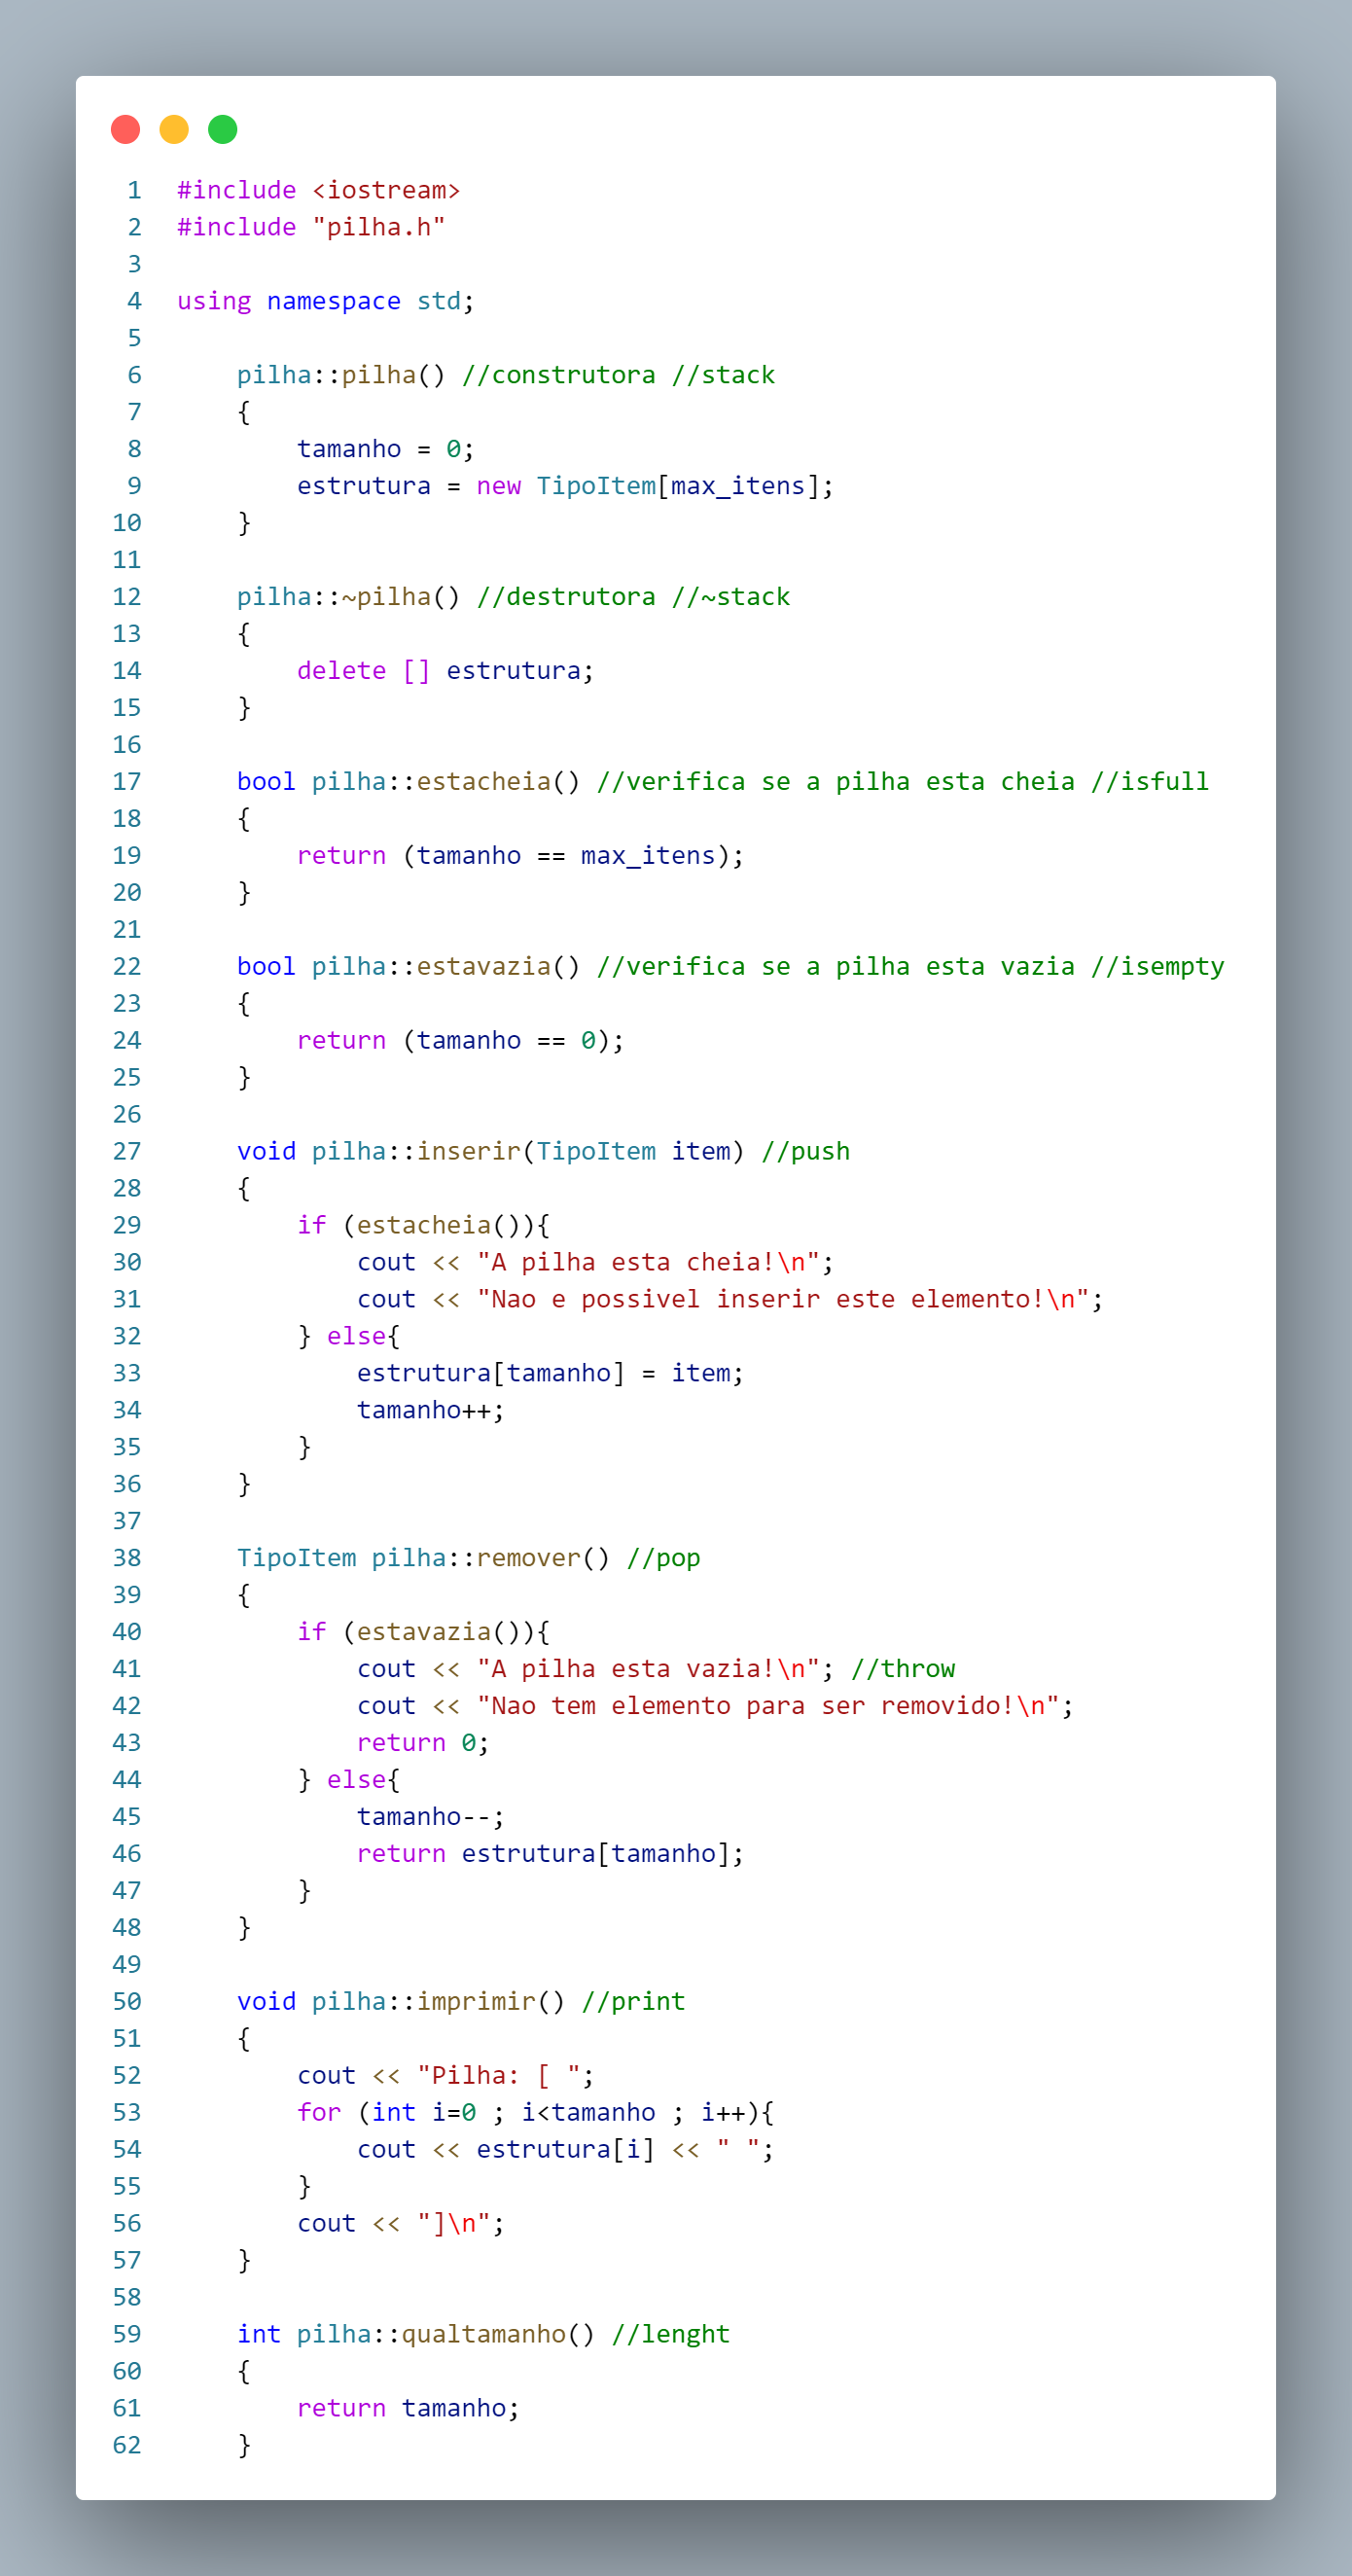 1 #include <iostream>
2 #include "pilha.h"
3
4 using namespace std;
5
6     pilha::pilha() //construtora //stack
7     {
8         tamanho = 0;
9         estrutura = new TipoItem[max_itens];
10     }
11
12     pilha::~pilha() //destrutora //~stack
13     {
14         delete [] estrutura;
15     }
16
17     bool pilha::estacheia() //verifica se a pilha esta cheia //isfull
18     {
19         return (tamanho == max_itens);
20     }
21
22     bool pilha::estavazia() //verifica se a pilha esta vazia //isempty
23     {
24         return (tamanho == 0);
25     }
26
27     void pilha::inserir(TipoItem item) //push
28     {
29         if (estacheia()){
30             cout << "A pilha esta cheia!\n";
31             cout << "Nao e possivel inserir este elemento!\n";
32         } else{
33             estrutura[tamanho] = item;
34             tamanho++;
35         }
36     }
37
38     TipoItem pilha::remover() //pop
39     {
40         if (estavazia()){
41             cout << "A pilha esta vazia!\n"; //throw
42             cout << "Nao tem elemento para ser removido!\n";
43             return 0;
44         } else{
45             tamanho--;
46             return estrutura[tamanho];
47         }
48     }
49
50     void pilha::imprimir() //print
51     {
52         cout << "Pilha: [ ";
53         for (int i=0 ; i<tamanho ; i++){
54             cout << estrutura[i] << " ";
55         }
56         cout << "]\n";
57     }
58
59     int pilha::qualtamanho() //lenght
60     {
61         return tamanho;
62     }